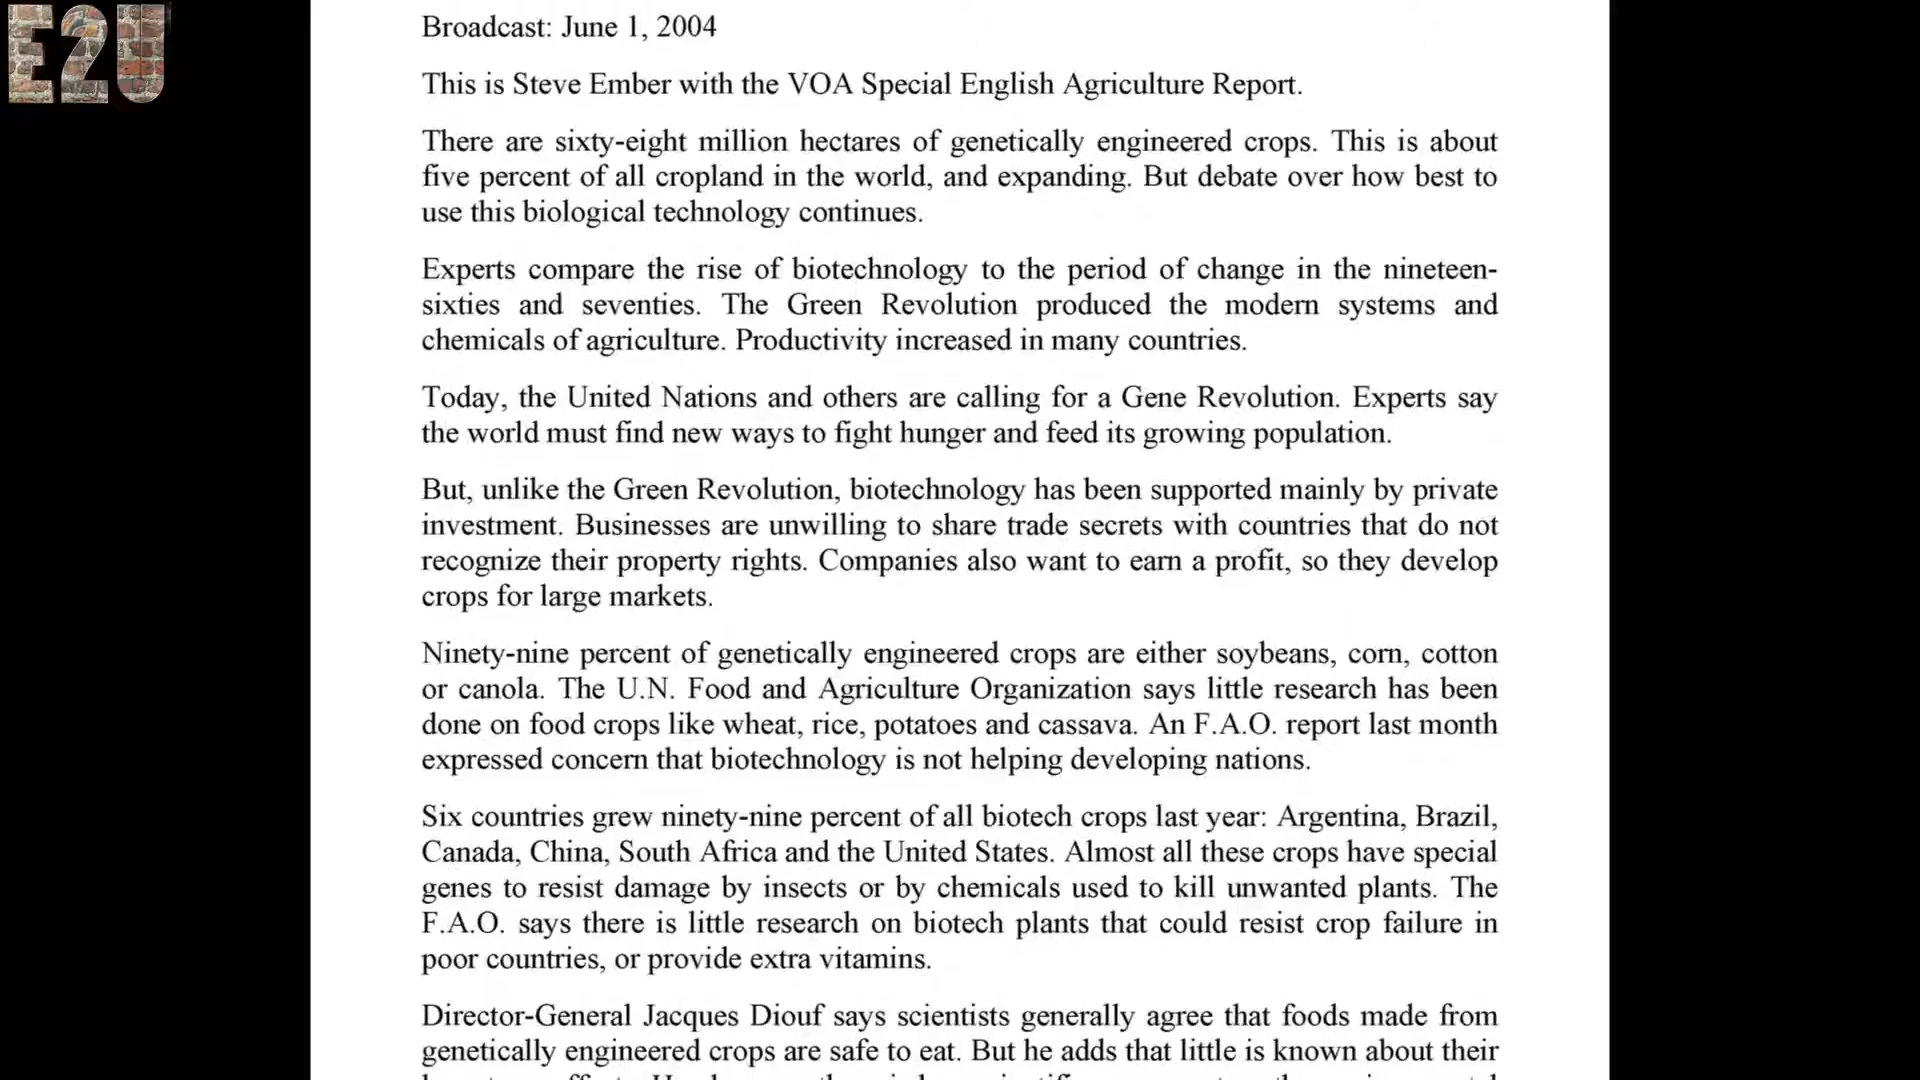 E2U
Broadcast: June 1, 2004
This is Steve Ember with the VOA Special English Agriculture Report.
There are sixty-eight million hectares of genetically engineered crops. This is about
five percent of all cropland in the world, and expanding. But debate over how best to
use this biological technology continues.
Experts compare the rise of biotechnology to the period of change in the nineteen-
sixties and seventies. The Green Revolution produced the modern systems and
chemicals of agriculture. Productivity increased in many countries.
Today, the United Nations and others are calling for a Gene Revolution. Experts say
the world must find new ways to fight hunger and feed its growing population.
But, unlike the Green Revolution, biotechnology has been supported mainly by private
investment. Businesses are unwilling to share trade secrets with countries that do not
recognize their property rights. Companies also want to earn a profit, so they develop
crops for large markets.
Ninety-nine percent of genetically engineered crops are either soybeans, corn, cotton
or canola. The U.N. Food and Agriculture Organization says little research has been
done on food crops like wheat, rice, potatoes and cassava. An F.A.O. report last month
expressed concern that biotechnology is not helping developing nations.
Six countries grew ninety-nine percent of all biotech crops last year: Argentina, Brazil,
Canada, China, South Africa and the United States. Almost all these crops have special
genes to resist damage by insects or by chemicals used to kill unwanted plants. The
F.A.O. says there is little research on biotech plants that could resist crop failure in
poor countries, or provide extra vitamins.
Director-General Jacques Diouf says scientists generally agree that foods made from
genetically engineered crops are safe to eat. But he adds that little is known about their